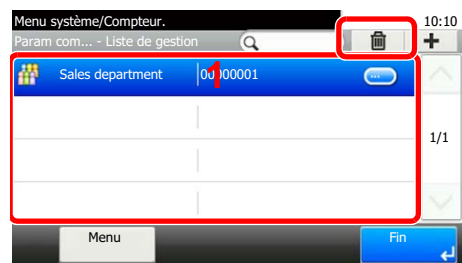 Menu système/Compteur.
10:10
Param com... - Liste de gestion
Sales department 00000001
1
1/1
Menu
Fin